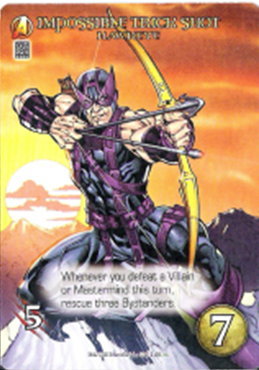 IMPOSSIBLE TRICK SHOT
HAWKEYE
Whenever you defeat a Villain
or Mastermind this turn,
rescue three Bystanders.
5
7